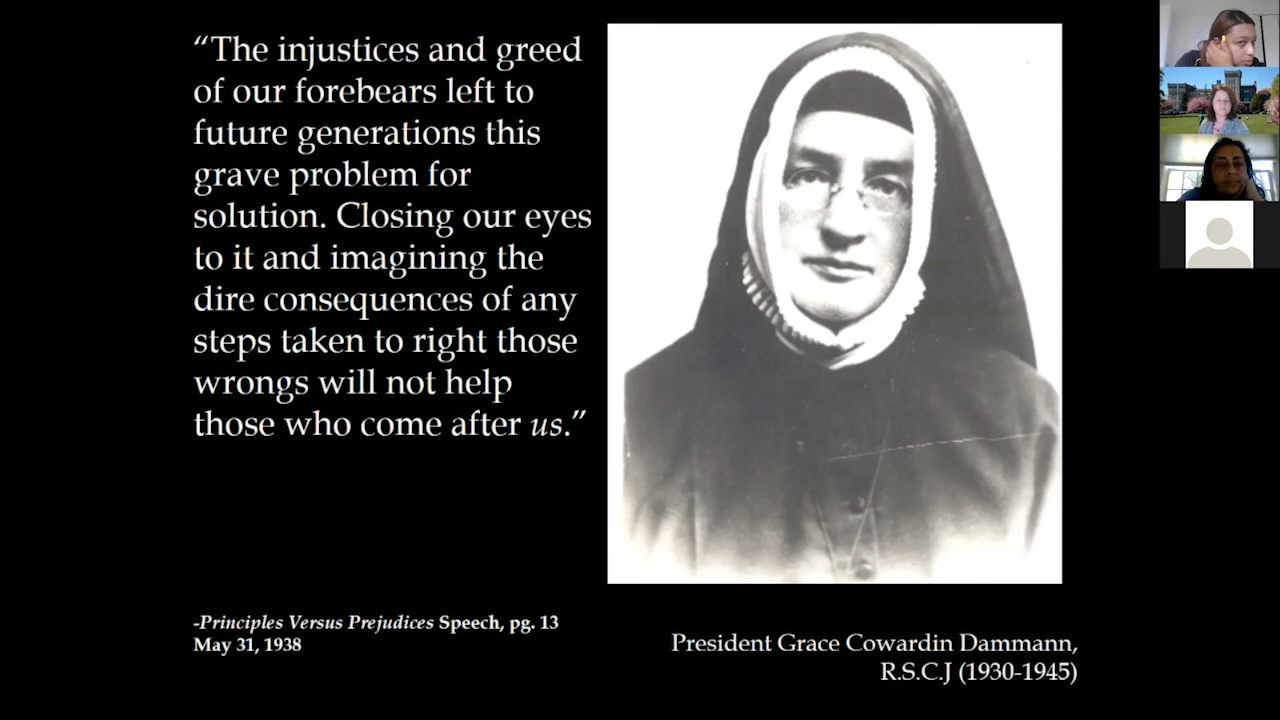 “The injustices and greed
of our forebears left to
future generations this
grave problem for
solution. Closing our eyes
to it and imagining the
dire consequences of any
steps taken to right those
wrongs will not help
those who come after us.”
-Principles Versus Prejudices Speech, pg. 13
May 31, 1938
President Grace Cowardin Dammann,
R.S.C.J (1930-1945)